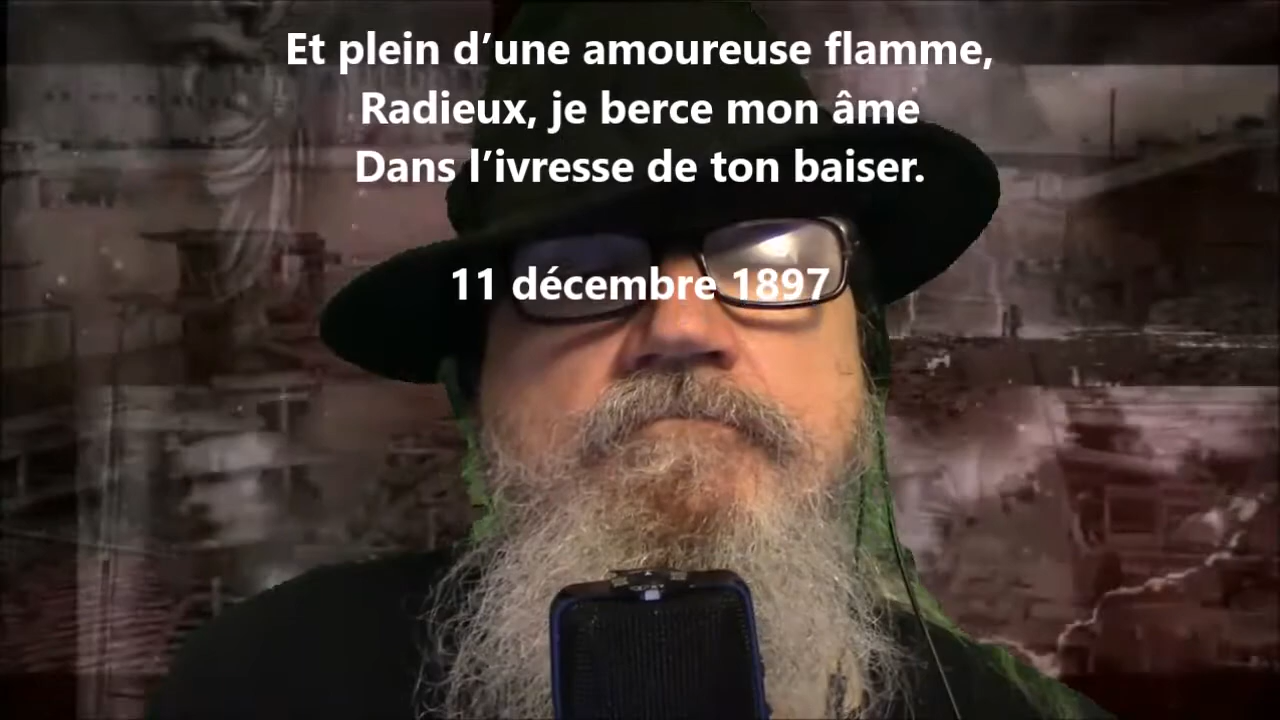 Et plein d’une amoureuse flamme,
Radieux, je berce mon âme
Dans l’ivresse de ton baiser.
11 décembre 1897